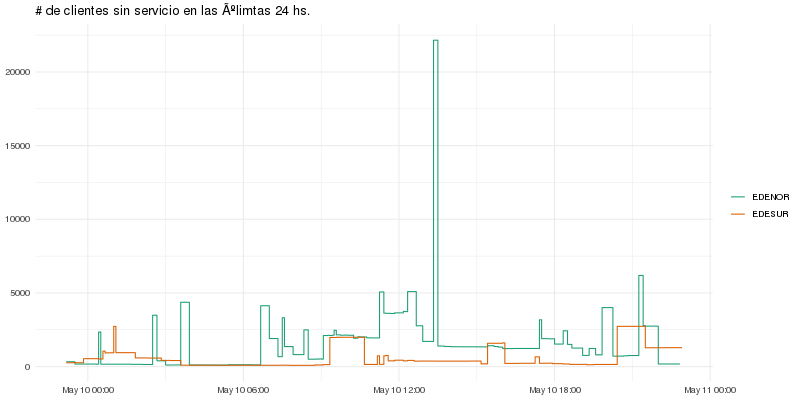 # de clientes sin servicio en las Ãºlimtas 24 hs.
20000
15000
10000
5000
0
May 10 00:00
May 10 06:00
May 10 12:00
May 10 18:00
May 11 00:00
EDENOR
EDESUR